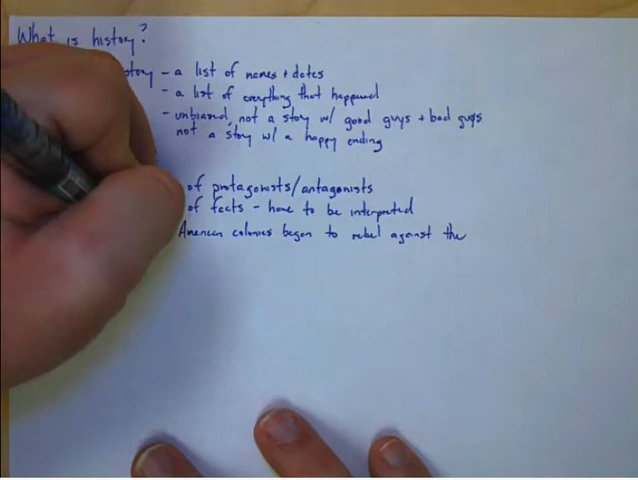 What is history?
story - a list of names + dates
- a list of everything that happened
- unbiased, not a story w/ good guys + bad guys
not a story w/ a happy ending
of protagonists/antagonists
of facts - have to be interpreted
American colonies began to rebel against the